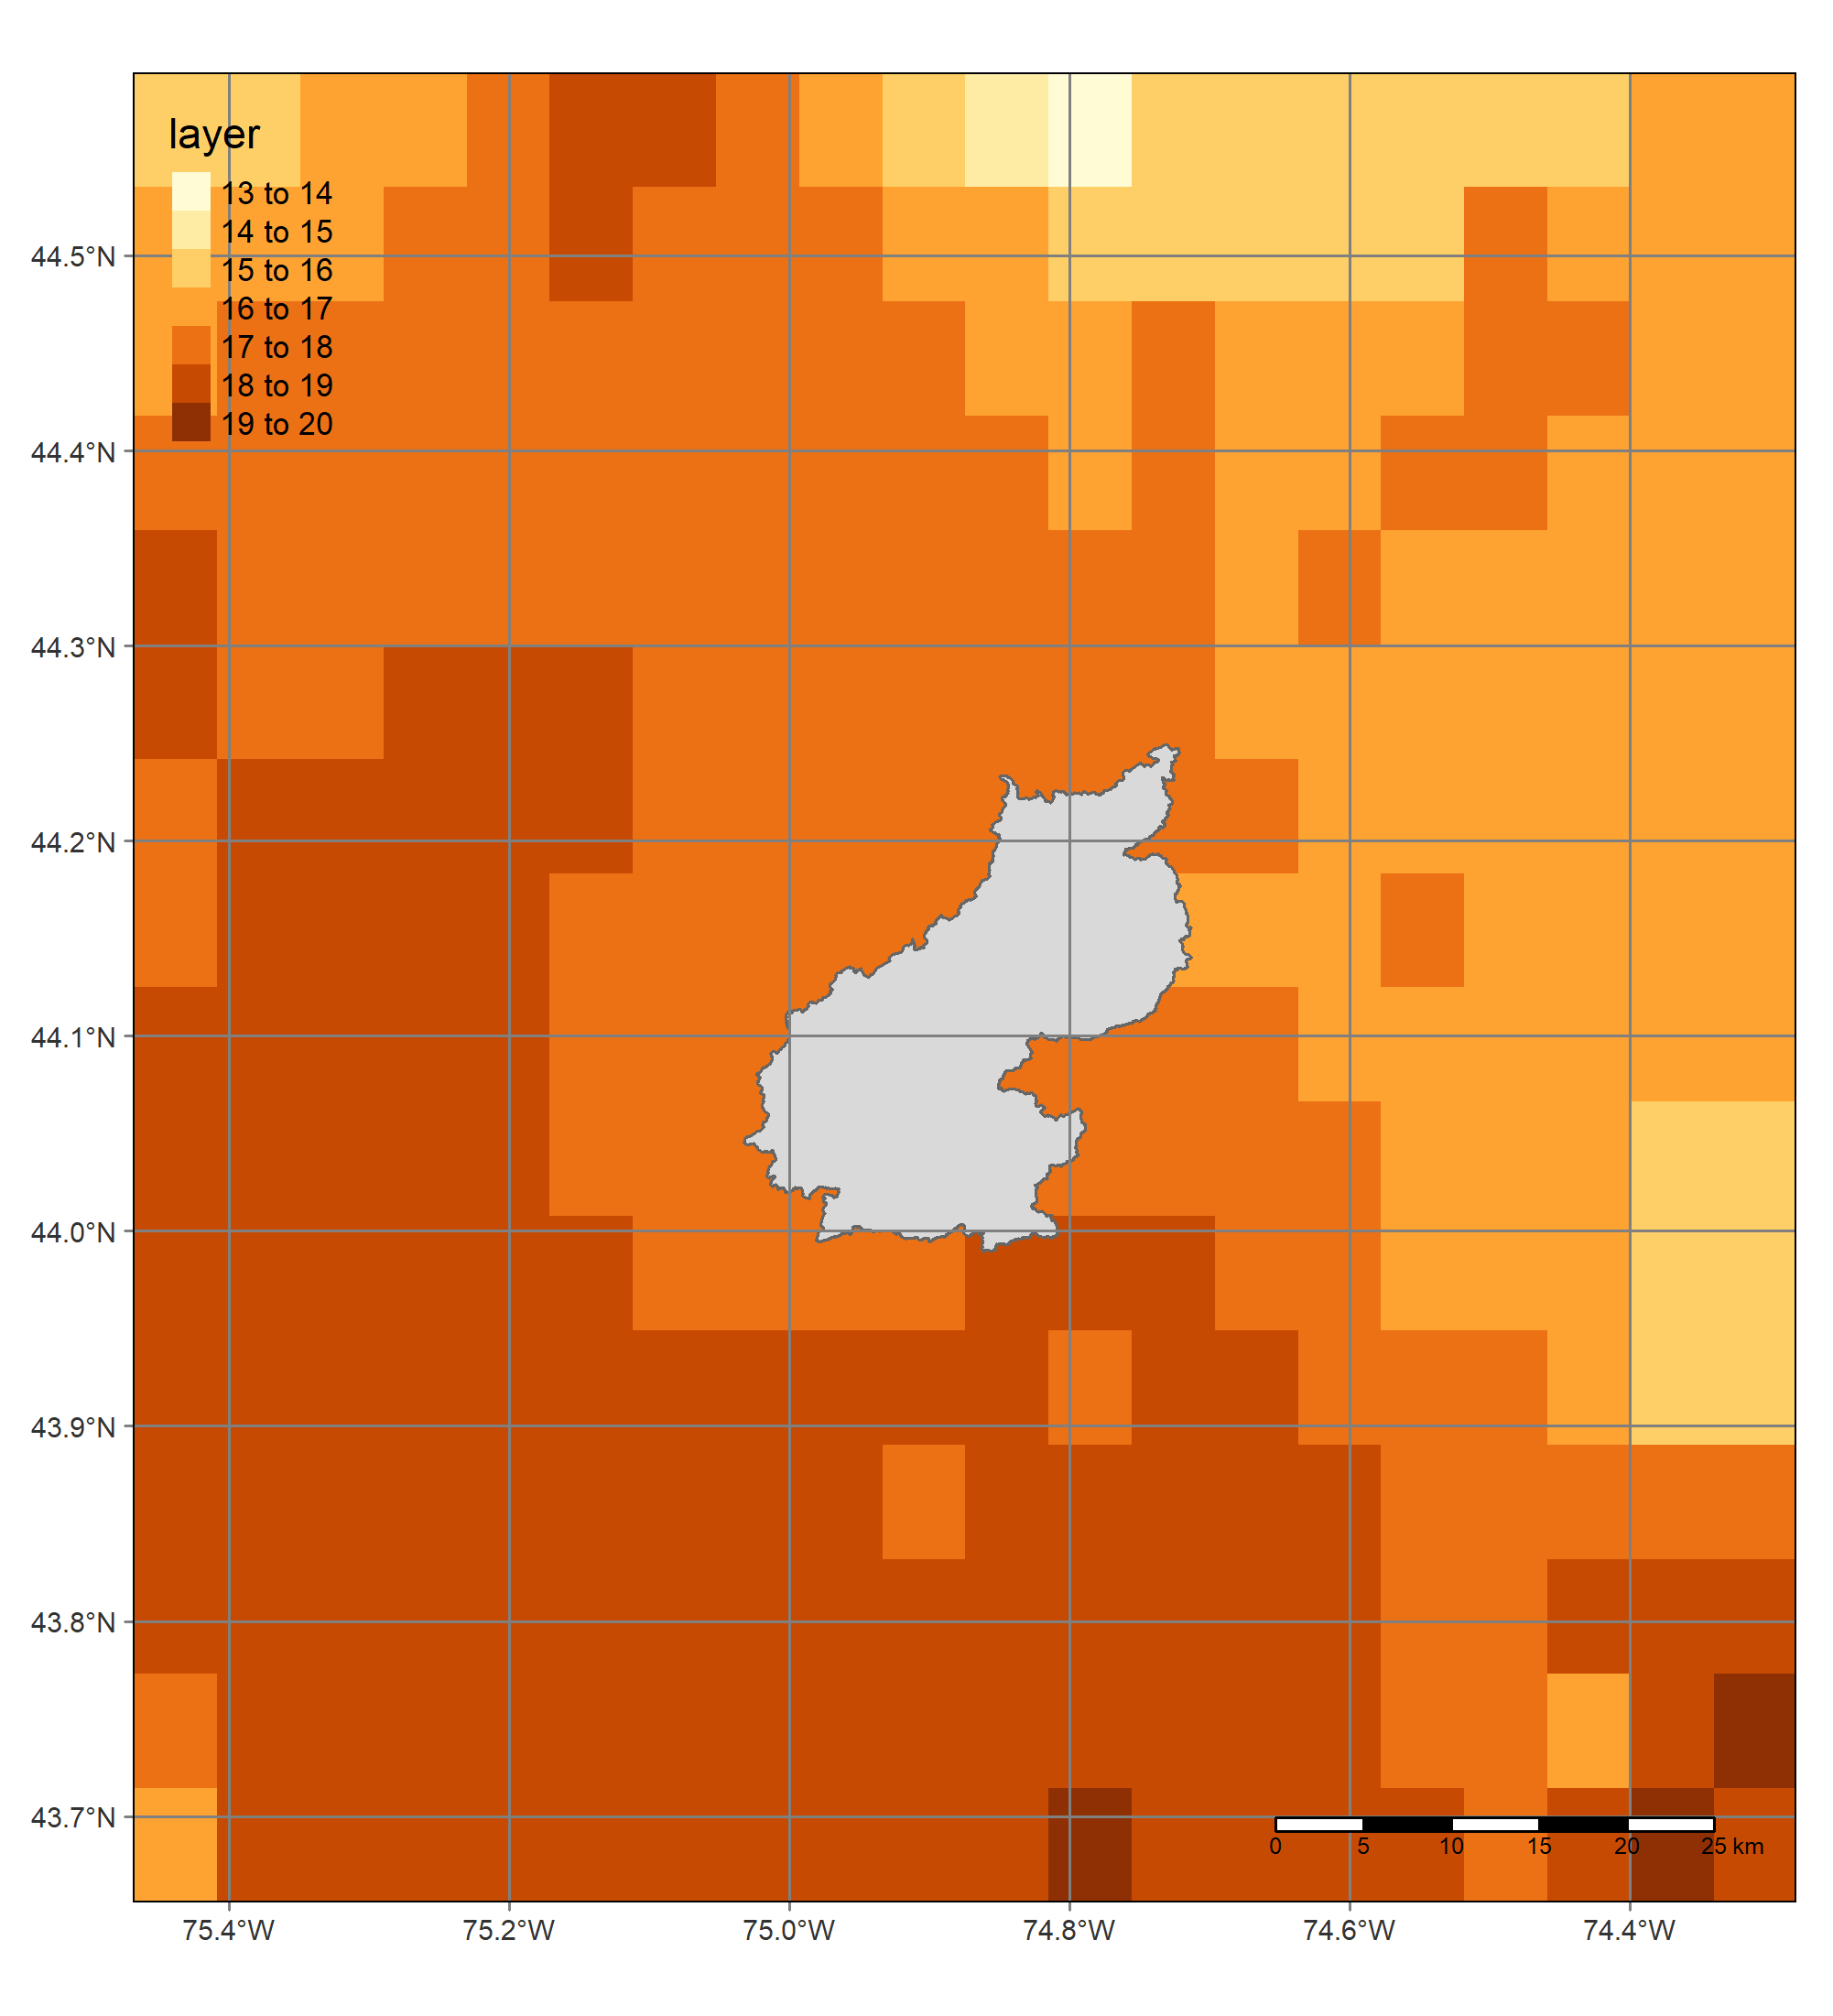 layer
13 to 14
14 to 15
15 to 16
16 to 17
17 to 18
18 to 19
19 to 20
44.5°N
44.4°N
44.3°N
44.2°N
44.1°N
44.0°N
43.9°N
43.8°N
43.7°N
0 5 10 15 20 25 km
75.4°W 75.2°W 75.0°W 74.8°W 74.6°W 74.4°W